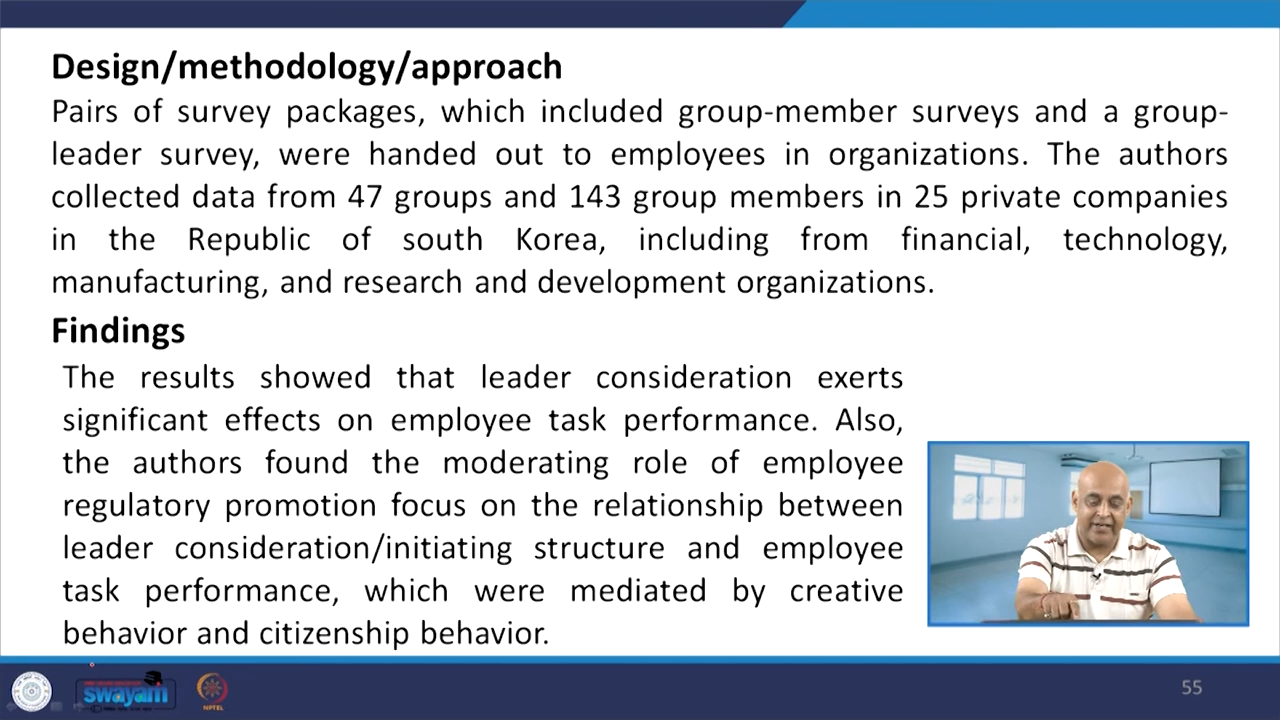 Design/methodology/approach
Pairs of survey packages, which included group-member surveys and a group-
leader survey, were handed out to employees in organizations. The authors
collected data from 47 groups and 143 group members in 25 private companies
in the Republic of south Korea, including from financial, technology,
manufacturing, and research and development organizations.
Findings
The results showed that leader consideration exerts
significant effects on employee task performance. Also,
the authors found the moderating role of employee
regulatory promotion focus on the relationship between
leader consideration/initiating structure and employee
task performance, which were mediated by creative
behavior and citizenship behavior.
swayam
NPTEL
55